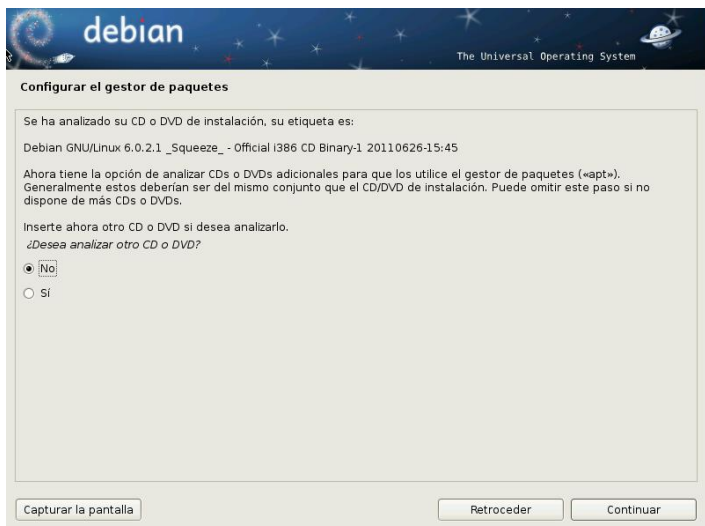 debian
The Universal Operating System
Configurar el gestor de paquetes
Se ha analizado su CD o DVD de instalación, su etiqueta es:
Debian GNU/Linux 6.0.2.1 _Squeeze_ - Official i386 CD Binary-1 20110626-15:45
Ahora tiene la opción de analizar CDs o DVDs adicionales para que los utilice el gestor de paquetes («apt»).
Generalmente estos deberían ser del mismo conjunto que el CD/DVD de instalación. Puede omitir este paso si no
dispone de más CDs o DVDs.
Inserte ahora otro CD o DVD si desea analizarlo.
¿Desea analizar otro CD o DVD?
No
Sí
Capturar la pantalla
Retroceder
Continuar